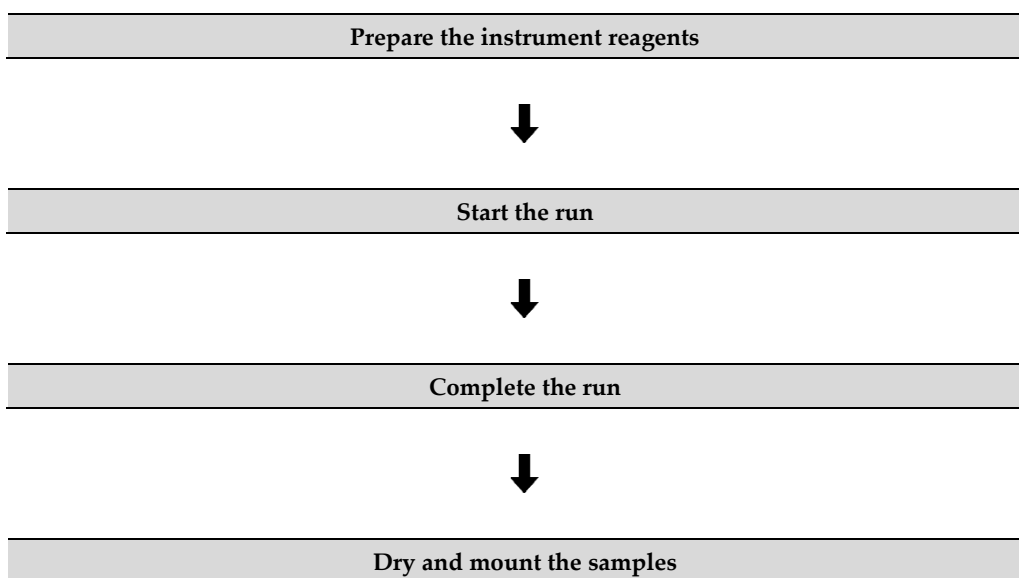 Prepare the instrument reagents
Start the run
Complete the run
Dry and mount the samples